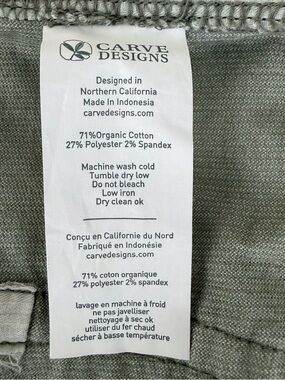 CARVE
DESIGNS
Designed in
Northern California
Made In Indonesia
carvedesigns.com
71%Organic Cotton
27% Polyester 2% Spandex
Machine wash cold
Tumble dry low
Do not bleach
Low iron
Dry clean ok
Conçu en Californie du Nord
Fabriqué en Indonésie
carvedesigns.com
71% coton organique
27% polyester 2% spandex
lavage en machine à froid
ne pas javelliser
nettoyage à sec ok
utiliser du fer chaud
sécher à basse température